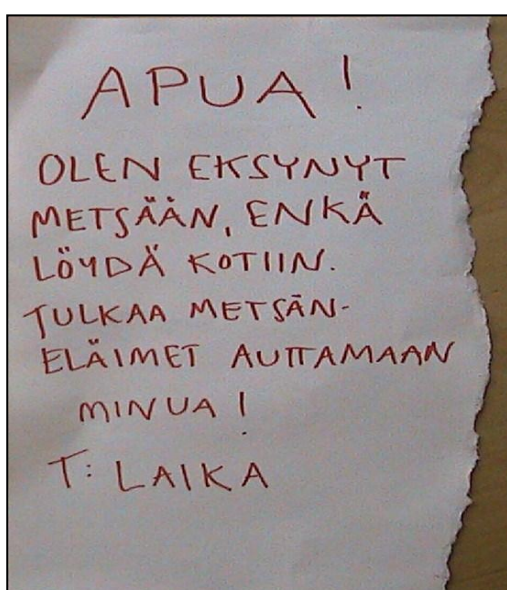 APUA!
OLEN EKSYNYT
METSÄÄN, ENKÄ
LÖYDÄ KOTIIN.
TULKAA METSÄN-
ELÄIMET AUTTAMAAN
MINUA!
T: LAIKA